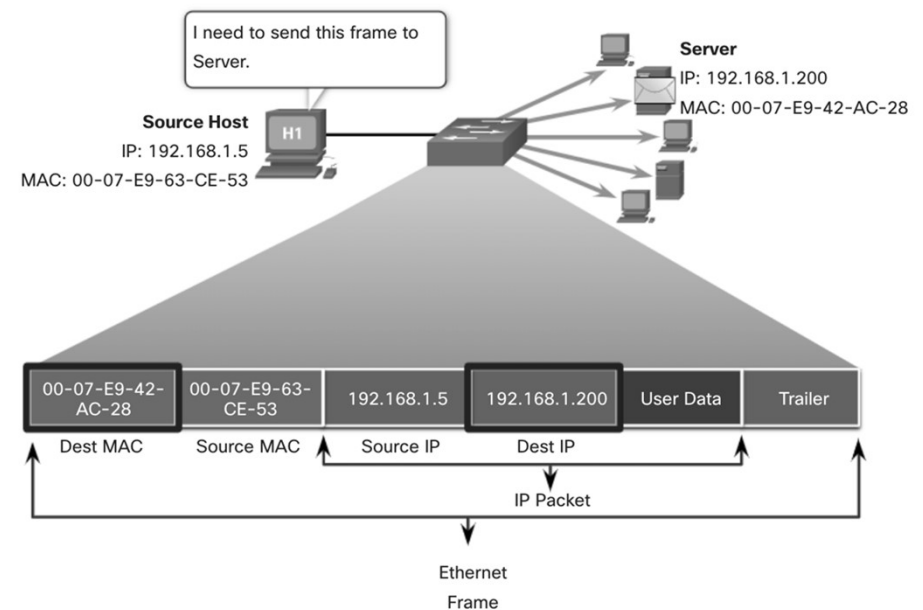 I need to send this frame to
Server.
Server
IP: 192.168.1.200
MAC: 00-07-E9-42-AC-28
H1
Source Host
IP: 192.168.1.5
MAC: 00-07-E9-63-CE-53
00-07-E9-42-
AC-28
00-07-E9-63-
CE-53
192.168.1.5
192.168.1.200
User Data
Trailer
Dest MAC
Source MAC
Source IP
Dest IP
IP Packet
Ethernet
Frame